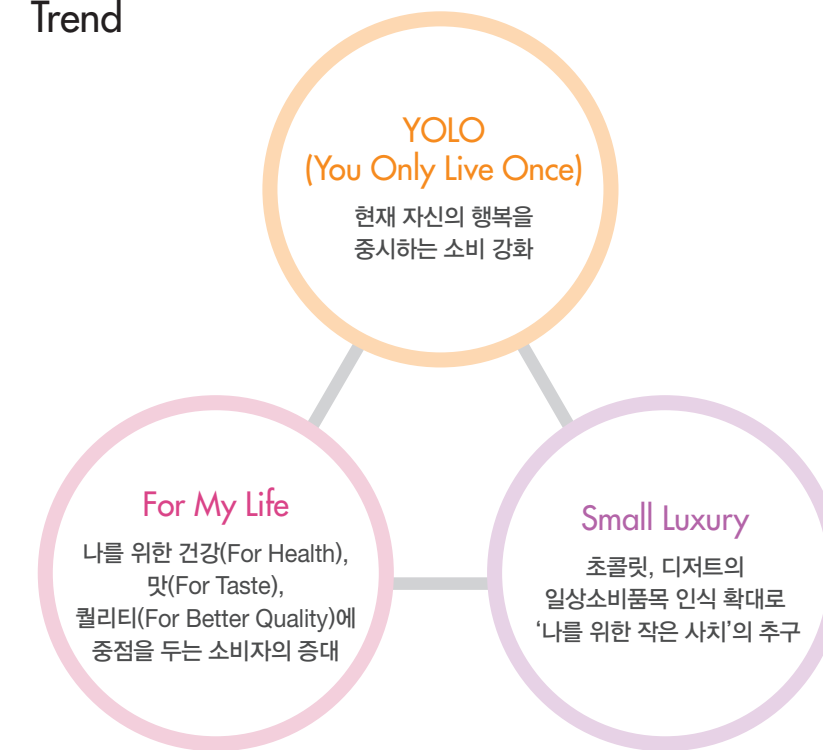 Trend
YOLO
(You Only Live Once)
현재 자신의 행복을
중시하는 소비 강화
For My Life
나를 위한 건강(For Health),
맛(For Taste),
퀄리티(For Better Quality)에
중점을 두는 소비자의 증대
Small Luxury
초콜릿, 디저트의
일상소비품목 인식 확대로
‘나를 위한 작은 사치’의 추구